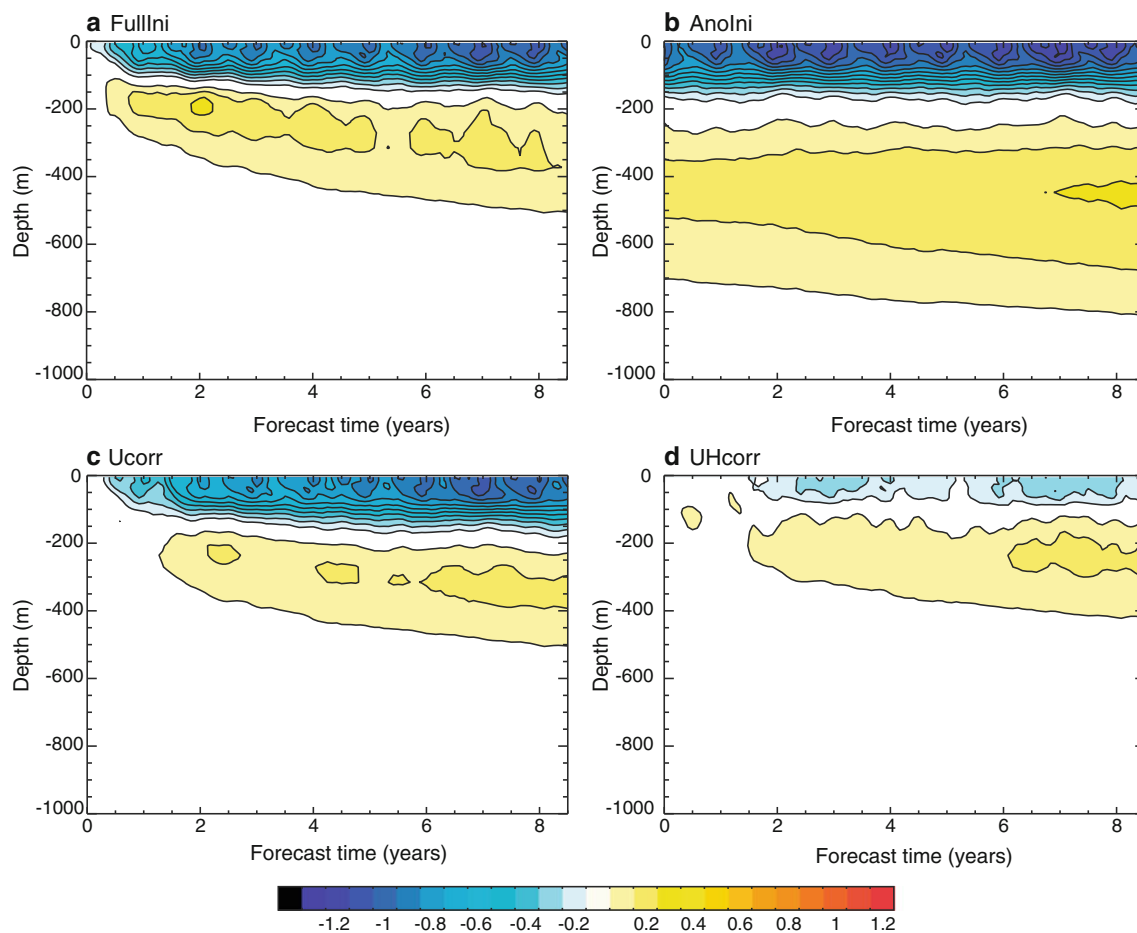 a FullIni
b AnoIni
0
-200
-400
-600
-800
-1000
Depth (m)
0 2 4 6 8
Forecast time (years)
0
-200
-400
-600
-800
-1000
Depth (m)
0 2 4 6 8
Forecast time (years)
c Ucorr
d UHcorr
0
-200
-400
-600
-800
-1000
Depth (m)
0 2 4 6 8
Forecast time (years)
0
-200
-400
-600
-800
-1000
Depth (m)
0 2 4 6 8
Forecast time (years)
-1.2 -1 -0.8 -0.6 -0.4 -0.2 0.2 0.4 0.6 0.8 1 1.2